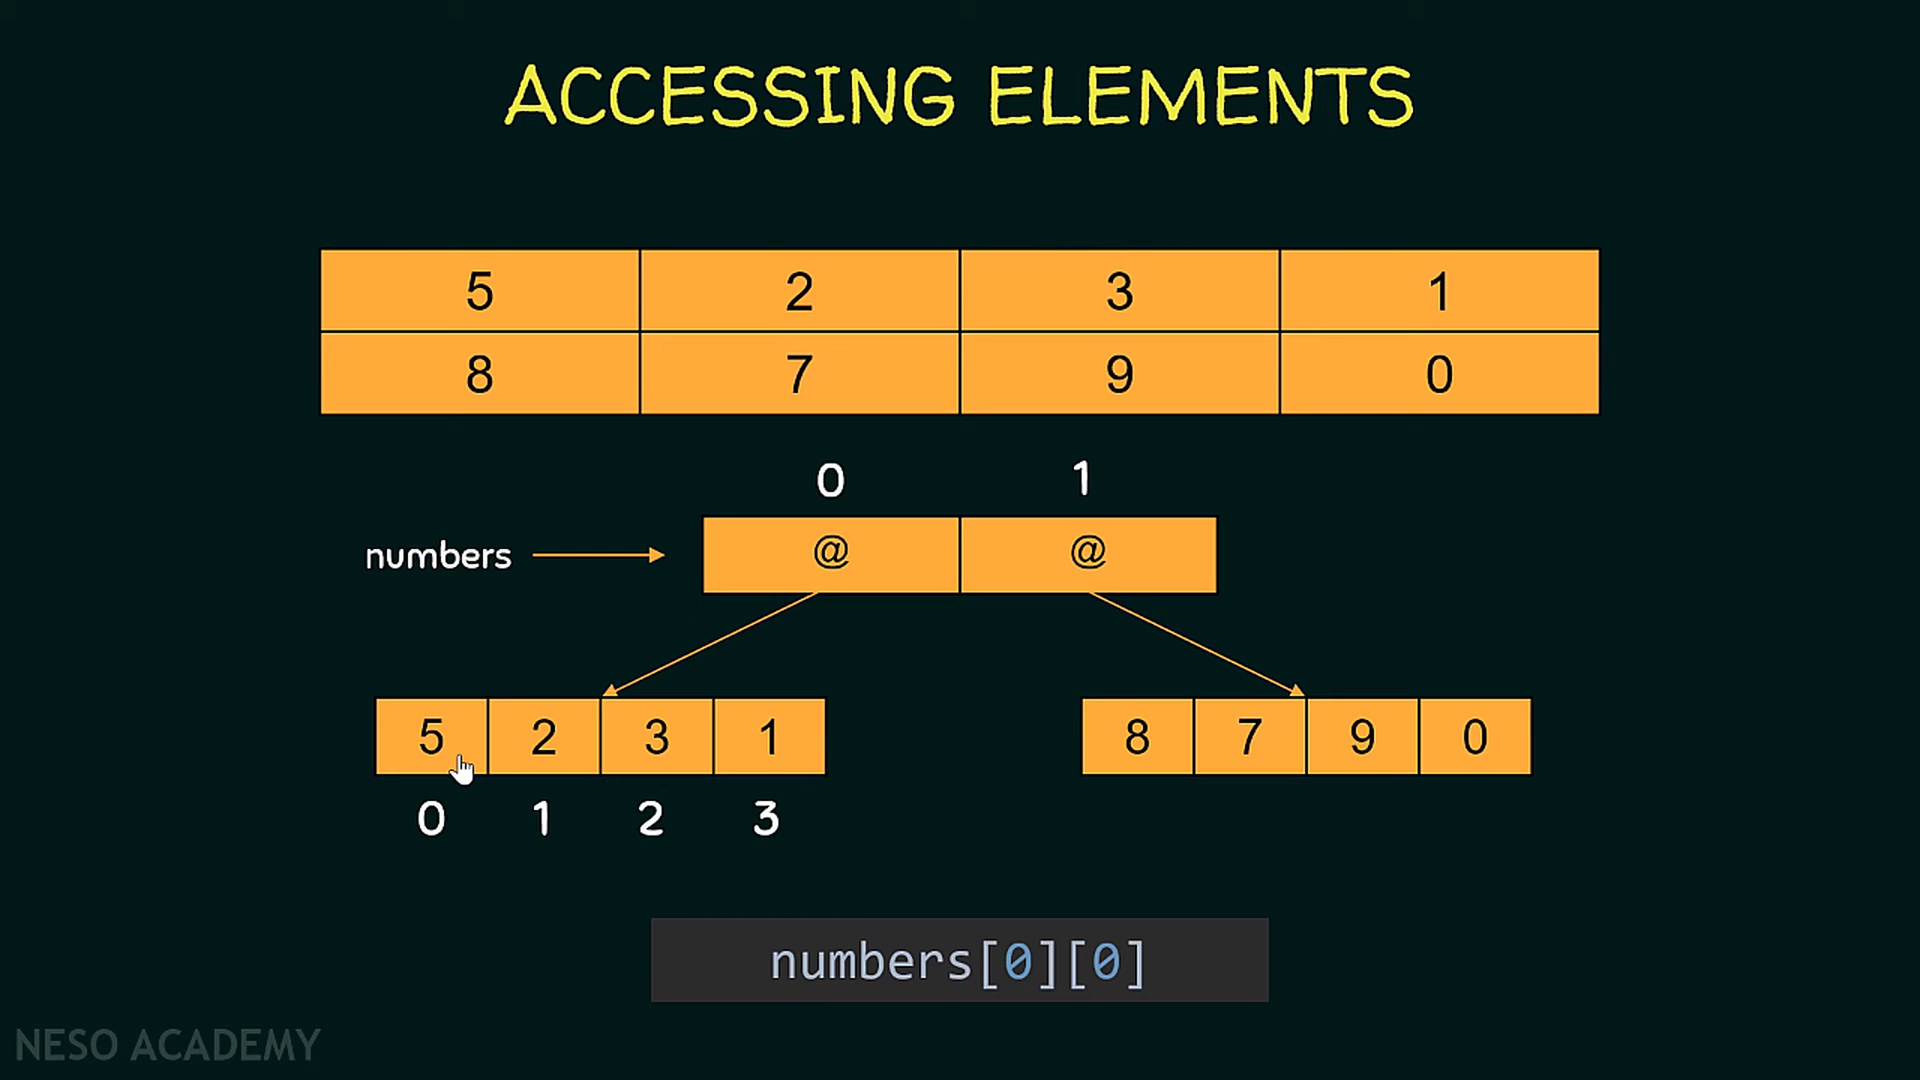 ACCESSING ELEMENTS
5 2 3 1
8 7 9 0
0 1
numbers @ @
5 2 3 1 8 7 9 0
0 1 2 3
numbers[0][0]
NESO ACADEMY